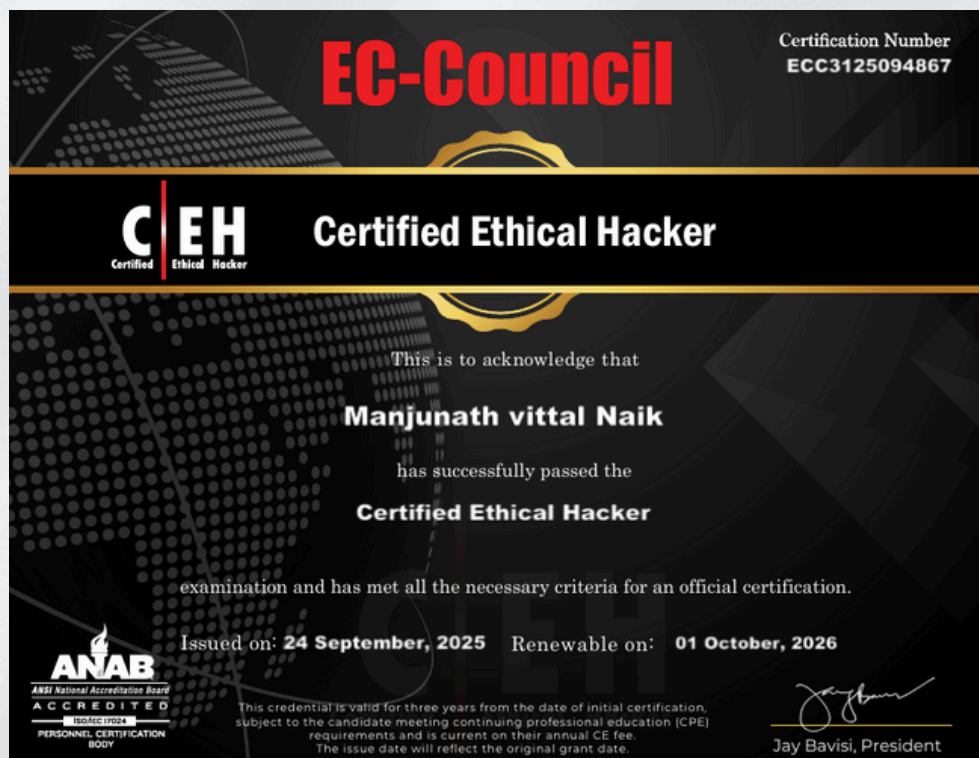 EC-Council
Certification Number
ECC3125094867
C EH
Certified Ethical Hacker
Certified Ethical Hacker
This is to acknowledge that
Manjunath vittal Naik
has successfully passed the
Certified Ethical Hacker
examination and has met all the necessary criteria for an official certification.
Issued on: 24 September, 2025 Renewable on: 01 October, 2026
ANAB
ANSI National Accreditation Board
ACCREDITED
ISO/IEC 17024
PERSONNEL CERTIFICATION
BODY
This credential is valid for three years from the date of initial certification,
subject to the candidate meeting continuing professional education (CPE)
requirements and is current on their annual CE fee.
The issue date will reflect the original grant date.
Jay Bavisi, President